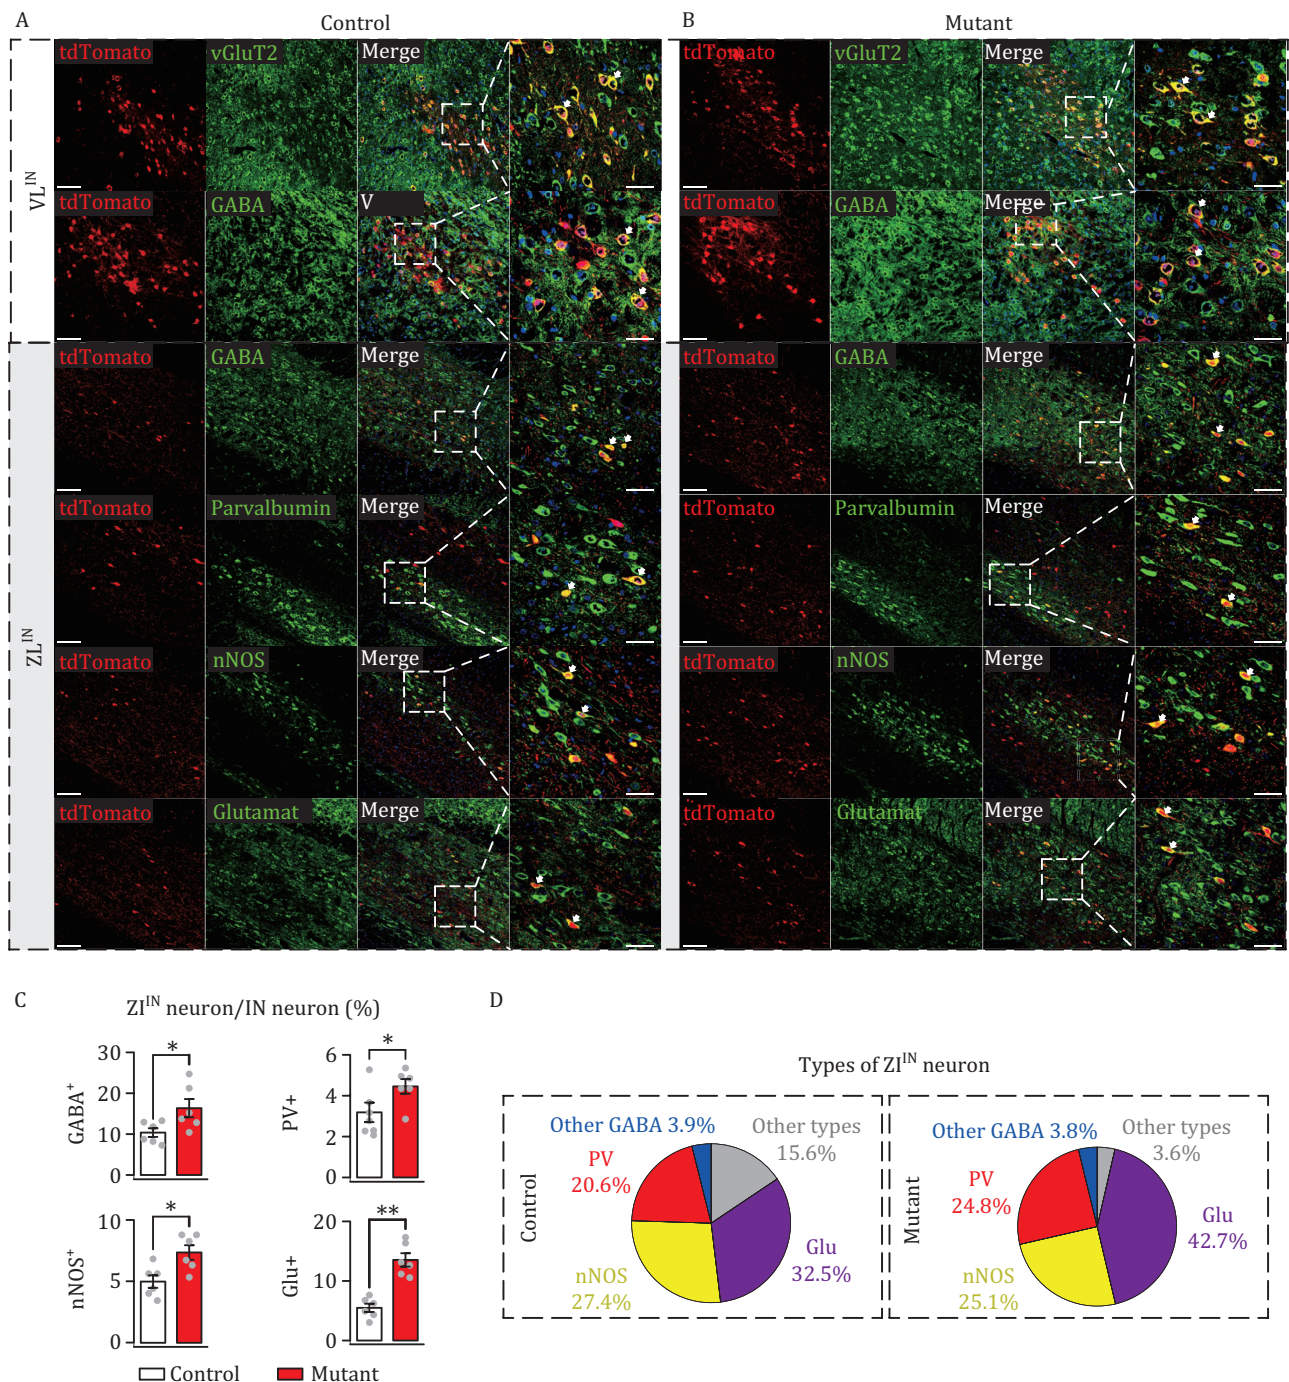 A
Control
B
Mutant
tdTomato vGluT2 Merge
tdTomato vGluT2 Merge
VL^IN
tdTomato GABA V
tdTomato GABA Merge
tdTomato GABA Merge
tdTomato GABA Merge
ZL^IN
tdTomato Parvalbumin Merge
tdTomato Parvalbumin Merge
tdTomato nNOS Merge
tdTomato nNOS Merge
tdTomato Glutamat Merge
tdTomato Glutamat Merge
C
ZI^IN neuron/IN neuron (%)
GABA^+
30
20
10
0
*
PV+
6
4
2
0
*
nNOS^+
10
5
0
*
Glu+
20
10
0
**
Control
Mutant
D
Types of ZI^IN neuron
Control
Other GABA 3.9%
Other types
15.6%
PV
20.6%
Glu
32.5%
nNOS
27.4%
Mutant
Other GABA 3.8%
Other types
3.6%
PV
24.8%
Glu
42.7%
nNOS
25.1%